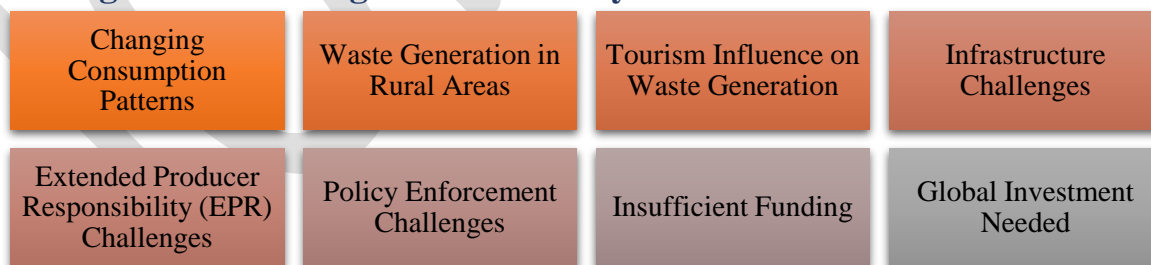 Changing
Consumption
Patterns
Waste Generation in
Rural Areas
Tourism Influence on
Waste Generation
Infrastructure
Challenges
Extended Producer
Responsibility (EPR)
Challenges
Policy Enforcement
Challenges
Insufficient Funding
Global Investment
Needed